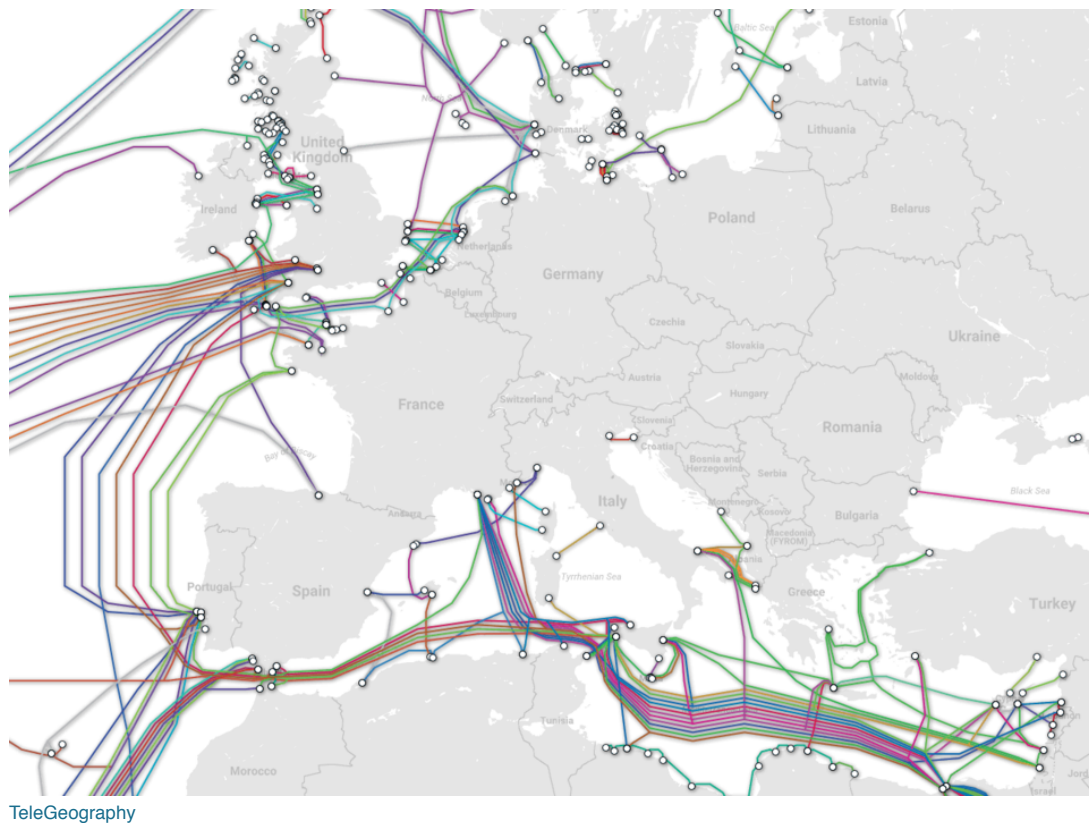 Baltic Sea
Estonia
Latvia
Lithuania
Denmark
United
Kingdom
Ireland
Poland
Belarus
Netherlands
Germany
Belgium
Luxembourg
Czechia
Ukraine
Slovakia
Moldova
Austria
Switzerland
Hungary
France
Slovenia
Croatia
Romania
Bay of Biscay
Bosnia and
Herzegovina
Serbia
Italy
Black Sea
Andorra
Montenegro
Kosovo
Bulgaria
Macedonia
(FYROM)
Albania
Tyrrhenian Sea
Portugal
Spain
Greece
Turkey
Tunisia
Morocco
Israel
Jord
TeleGeography